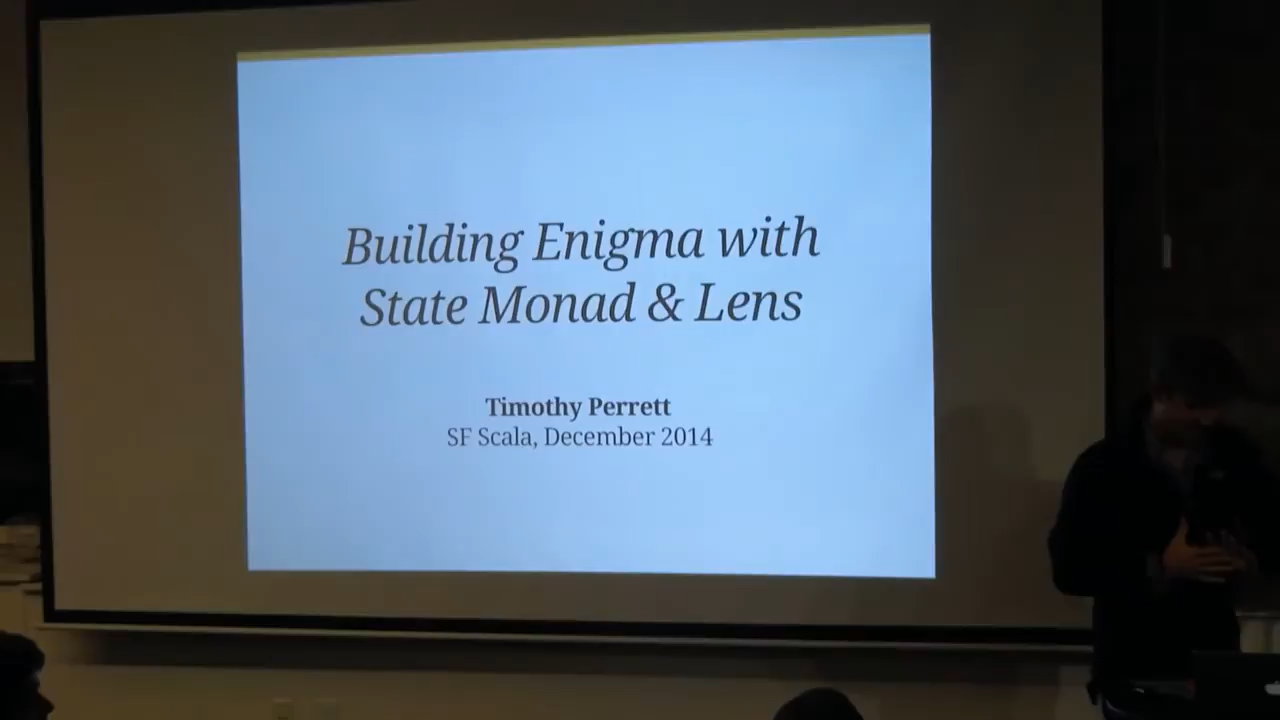 Building Enigma with
State Monad & Lens
Timothy Perrett
SF Scala, December 2014